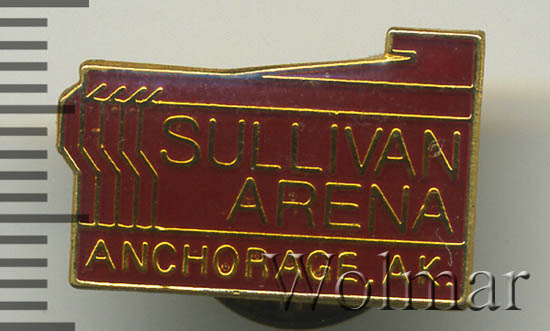 SULLIVAN
ARENA
ANCHORAGE, AK.
Wolmar